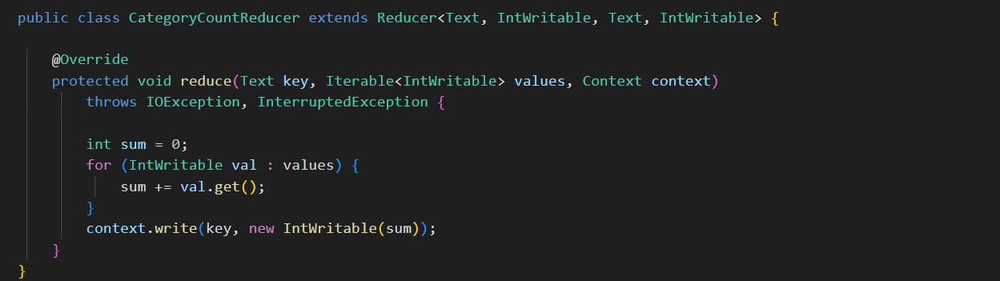 public class CategoryCountReducer extends Reducer<Text, IntWritable, Text, IntWritable> {
@Override
protected void reduce(Text key, Iterable<IntWritable> values, Context context)
throws IOException, InterruptedException {
int sum = 0;
for (IntWritable val : values) {
sum += val.get();
}
context.write(key, new IntWritable(sum));
}
}